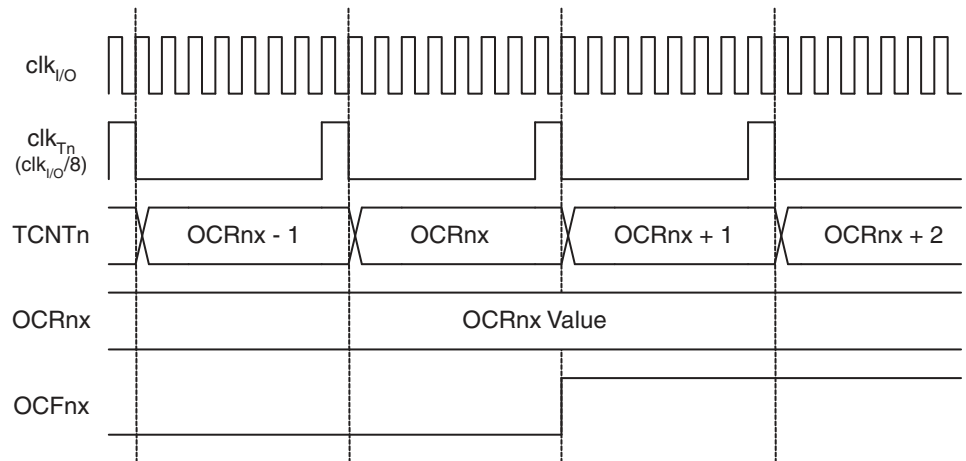 clkI/O
clkTn
(clkI/O/8)
TCNTn
OCRnx - 1
OCRnx
OCRnx + 1
OCRnx + 2
OCRnx
OCRnx Value
OCFnx